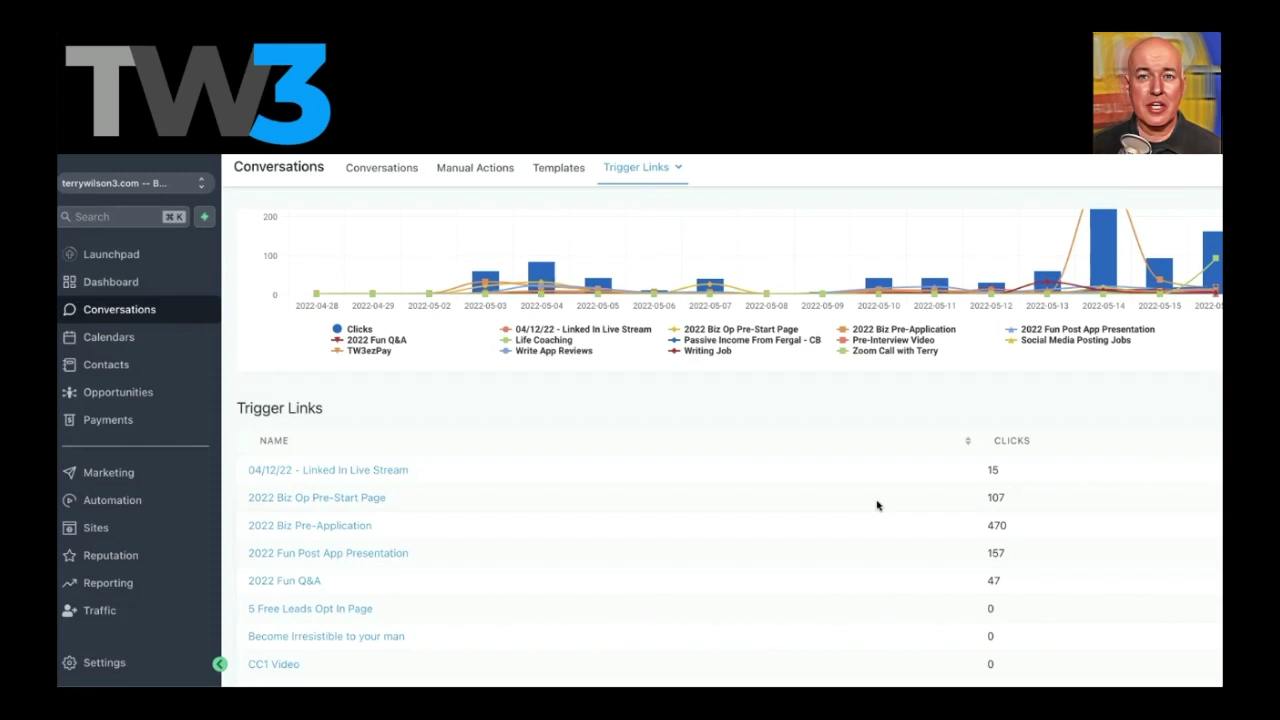 TW3
Conversations Conversations Manual Actions Templates Trigger Links
terrywilson3.com -- B...
Search ⌘ K
Launchpad
Dashboard
Conversations
Calendars
Contacts
Opportunities
Payments
Marketing
Automation
Sites
Reputation
Reporting
Traffic
Settings
200
100
0
2022-04-28 2022-04-29 2022-05-02 2022-05-03 2022-05-04 2022-05-05 2022-05-06 2022-05-07 2022-05-08 2022-05-09 2022-05-10 2022-05-11 2022-05-12 2022-05-13 2022-05-14 2022-05-15 2022-05-
Clicks 04/12/22 - Linked In Live Stream 2022 Biz Op Pre-Start Page 2022 Biz Pre-Application 2022 Fun Post App Presentation
2022 Fun Q&A Life Coaching Passive Income From Fergal - CB Pre-Interview Video Social Media Posting Jobs
TW3ezPay Write App Reviews Writing Job Zoom Call with Terry
Trigger Links
NAME CLICKS
04/12/22 - Linked In Live Stream 15
2022 Biz Op Pre-Start Page 107
2022 Biz Pre-Application 470
2022 Fun Post App Presentation 157
2022 Fun Q&A 47
5 Free Leads Opt In Page 0
Become Irresistible to your man 0
CC1 Video 0